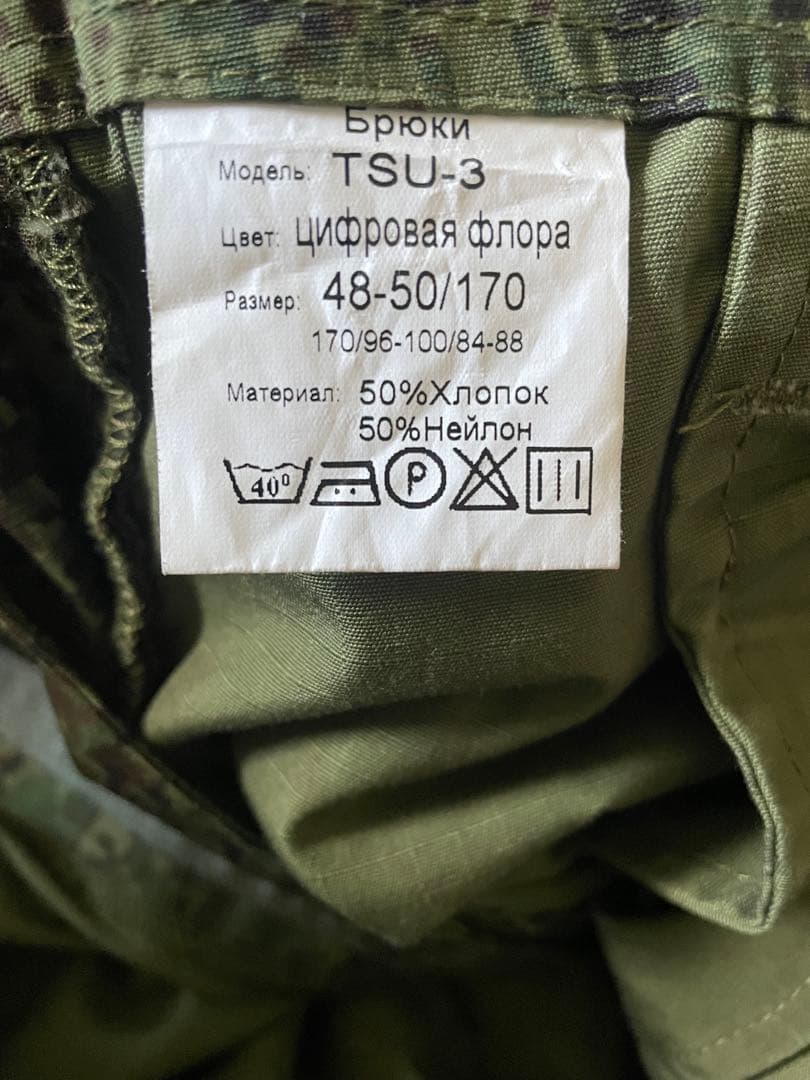 Брюки
Модель: TSU-3
Цвет: цифровая флора
Размер: 48-50/170
170/96-100/84-88
Материал: 50%Хлопок
50%Нейлон
40° P